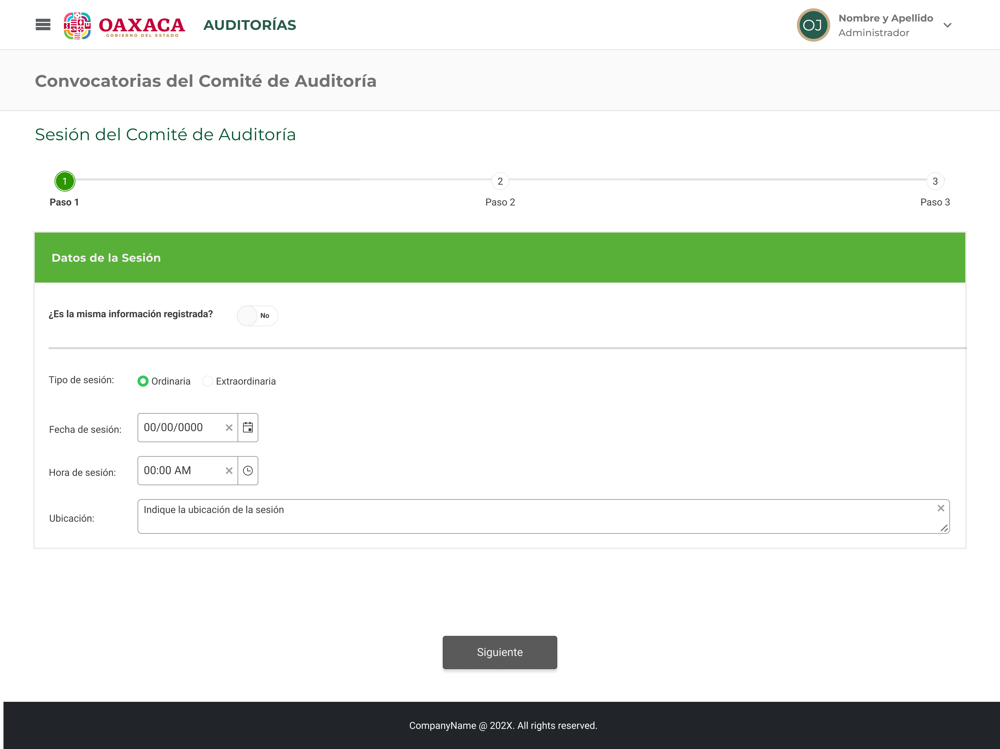 OAXACA
GOBIERNO DEL ESTADO
AUDITORÍAS
OJ
Nombre y Apellido
Administrador
Convocatorias del Comité de Auditoría
Sesión del Comité de Auditoría
1
2
3
Paso 1
Paso 2
Paso 3
Datos de la Sesión
¿Es la misma información registrada?
No
Tipo de sesión:
Ordinaria
Extraordinaria
Fecha de sesión:
00/00/0000
Hora de sesión:
00:00 AM
Ubicación:
Indique la ubicación de la sesión
Siguiente
CompanyName @ 202X. All rights reserved.